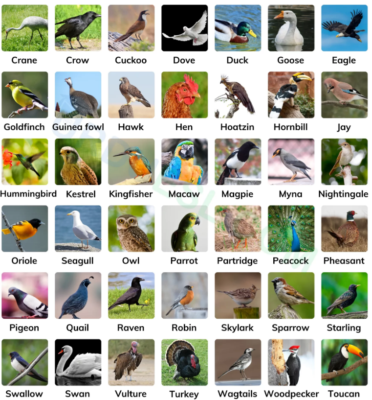 Crane Crow Cuckoo Dove Duck Goose Eagle
Goldfinch Guinea fowl Hawk Hen Hoatzin Hornbill Jay
Hummingbird Kestrel Kingfisher Macaw Magpie Myna Nightingale
Oriole Seagull Owl Parrot Partridge Peacock Pheasant
Pigeon Quail Raven Robin Skylark Sparrow Starling
Swallow Swan Vulture Turkey Wagtails Woodpecker Toucan